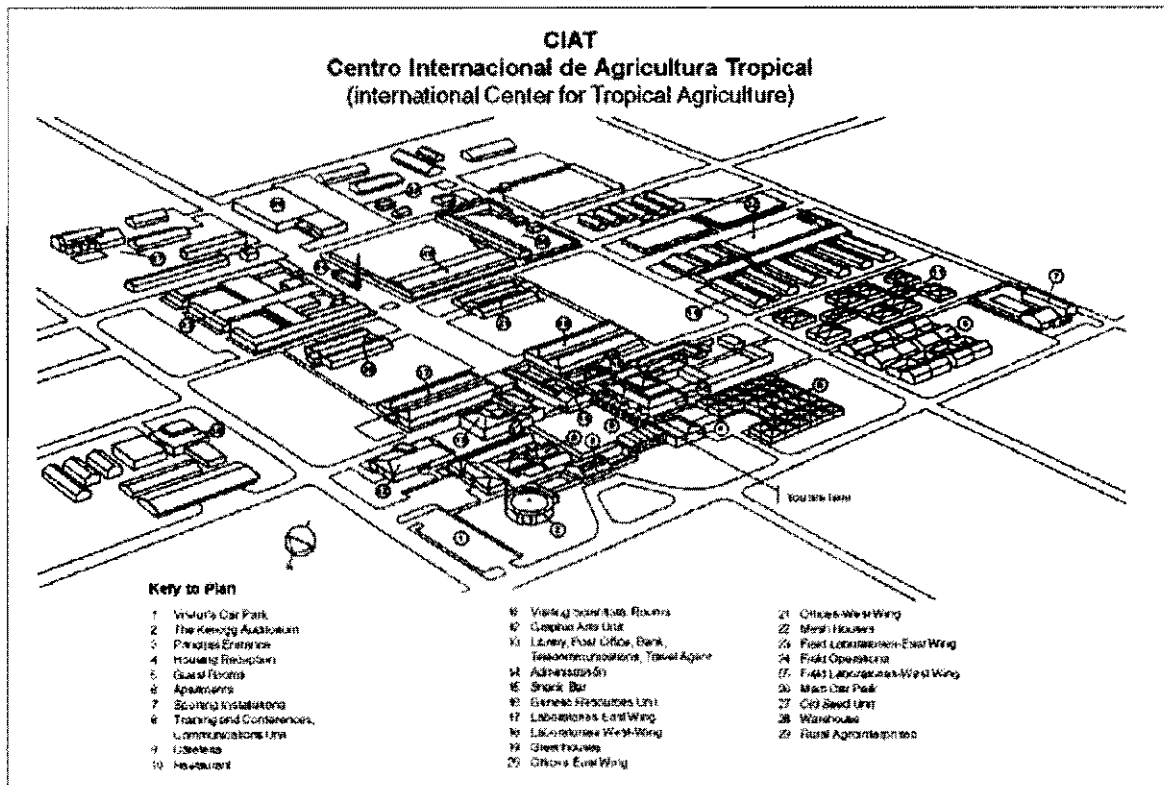 CIAT
Centro Internacional de Agricultura Tropical
(International Center for Tropical Agriculture)
You are here
Key to Plan
1 Visitor's Car Park
2 The Kellogg Auditorium
3 Principal Entrance
4 Housing Reception
5 Guest Rooms
6 Apartments
7 Sporting Installations
8 Training and Conferences,
Communications Unit
9 Cafeteria
10 Restaurant
Visiting Scientists Rooms
12 Graphic Arts Unit
13 Library, Post Office, Bank,
Telecommunications, Travel Agent
14 Administration
15 Snack Bar
16 Genetic Resources Unit
17 Laboratories-East Wing
18 Laboratories West-Wing
19 Greenhouses
20 Offices East Wing
21 Offices-West Wing
22 Mesh Houses
23 Field Laboratories-East Wing
24 Field Operations
25 Field Laboratories-West Wing
26 Main Car Park
27 Old Seed Unit
28 Warehouse
29 Rural Agroenterprises